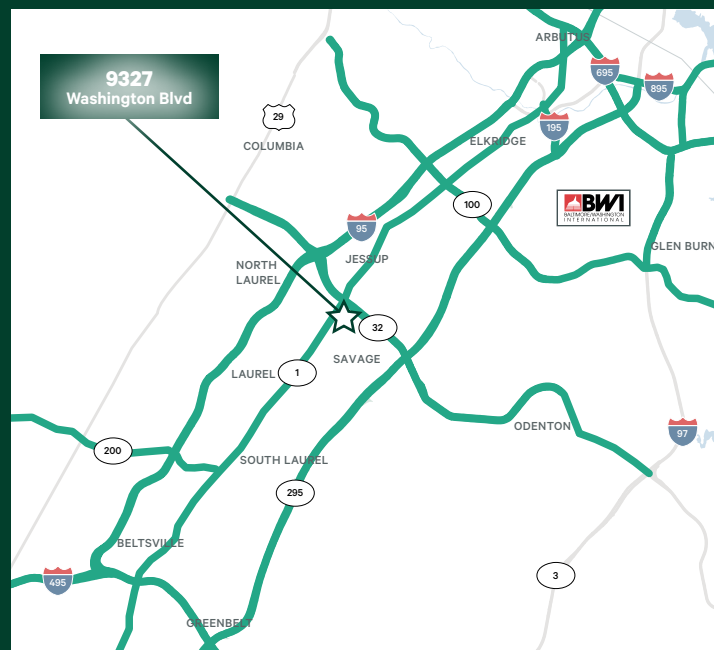 ARBUTUS
695
9327
Washington Blvd
895
29
195
COLUMBIA
ELKRIDGE
100
BWI
BALTIMORE/WASHINGTON
INTERNATIONAL
95
GLEN BURN
JESSUP
NORTH
LAUREL
32
SAVAGE
LAUREL
1
ODENTON
97
200
SOUTH LAUREL
295
BELTSVILLE
495
3
GREENBELT